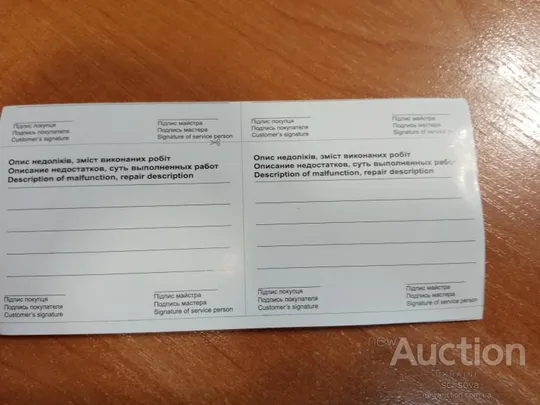 Підпис покупця
Подпись покупателя
Customer's signature
Підпис майстра
Подпись мастера
Signature of service person
Підпис покупця
Подпись покупателя
Customer's signature
Підпис майстра
Подпись мастера
Signature of service
Опис недоліків, зміст виконаних робіт
Описание недостатков, суть выполненных работ
Description of malfunction, repair description
Опис недоліків, зміст виконаних робіт
Описание недостатков, суть выполненных работ
Description of malfunction, repair description
Підпис покупця
Подпись покупателя
Customer's signature
Підпис майстра
Подпись мастера
Signature of service person
Підпис покупця
Подпись покупателя
Customer's signature
Підпис майстра
Подпись мастера
Signature of service person
new
Auction